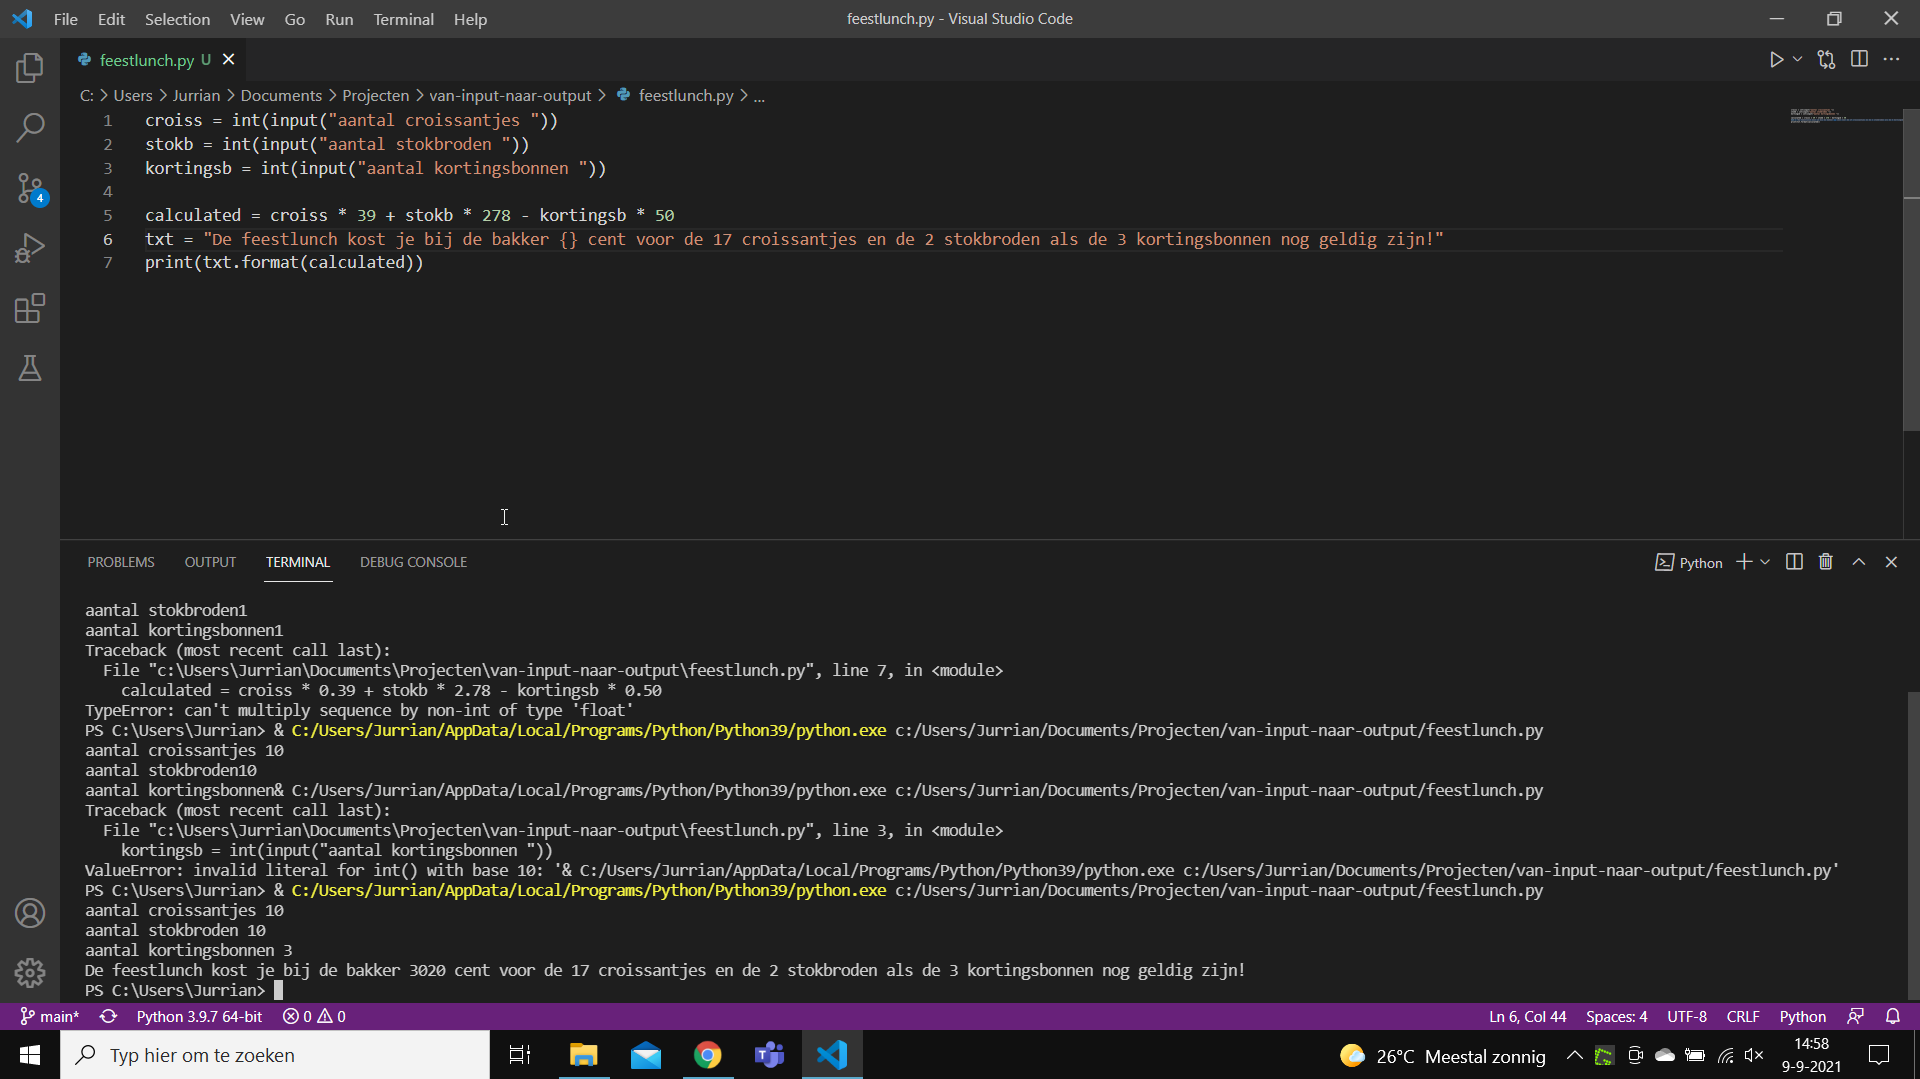 File Edit Selection View Go Run Terminal Help feestlunch.py - Visual Studio Code
feestlunch.py U
C: > Users > Jurrian > Documents > Projecten > van-input-naar-output > feestlunch.py > ...
1 croiss = int(input("aantal croissantjes "))
2 stokb = int(input("aantal stokbroden "))
3 kortingsb = int(input("aantal kortingsbonnen "))
4
5 calculated = croiss * 39 + stokb * 278 - kortingsb * 50
6 txt = "De feestlunch kost je bij de bakker {} cent voor de 17 croissantjes en de 2 stokbroden als de 3 kortingsbonnen nog geldig zijn!"
7 print(txt.format(calculated))
4
PROBLEMS OUTPUT TERMINAL DEBUG CONSOLE Python
aantal stokbroden1
aantal kortingsbonnen1
Traceback (most recent call last):
File "c:\Users\Jurrian\Documents\Projecten\van-input-naar-output\feestlunch.py", line 7, in <module>
calculated = croiss * 0.39 + stokb * 2.78 - kortingsb * 0.50
TypeError: can't multiply sequence by non-int of type 'float'
PS C:\Users\Jurrian> & C:/Users/Jurrian/AppData/Local/Programs/Python/Python39/python.exe c:/Users/Jurrian/Documents/Projecten/van-input-naar-output/feestlunch.py
aantal croissantjes 10
aantal stokbroden10
aantal kortingsbonnen& C:/Users/Jurrian/AppData/Local/Programs/Python/Python39/python.exe c:/Users/Jurrian/Documents/Projecten/van-input-naar-output/feestlunch.py
Traceback (most recent call last):
File "c:\Users\Jurrian\Documents\Projecten\van-input-naar-output\feestlunch.py", line 3, in <module>
kortingsb = int(input("aantal kortingsbonnen "))
ValueError: invalid literal for int() with base 10: '& C:/Users/Jurrian/AppData/Local/Programs/Python/Python39/python.exe c:/Users/Jurrian/Documents/Projecten/van-input-naar-output/feestlunch.py'
PS C:\Users\Jurrian> & C:/Users/Jurrian/AppData/Local/Programs/Python/Python39/python.exe c:/Users/Jurrian/Documents/Projecten/van-input-naar-output/feestlunch.py
aantal croissantjes 10
aantal stokbroden 10
aantal kortingsbonnen 3
De feestlunch kost je bij de bakker 3020 cent voor de 17 croissantjes en de 2 stokbroden als de 3 kortingsbonnen nog geldig zijn!
PS C:\Users\Jurrian>
main* Python 3.9.7 64-bit 0 0 Ln 6, Col 44 Spaces: 4 UTF-8 CRLF Python
Typ hier om te zoeken 26°C Meestal zonnig 14:58
9-9-2021